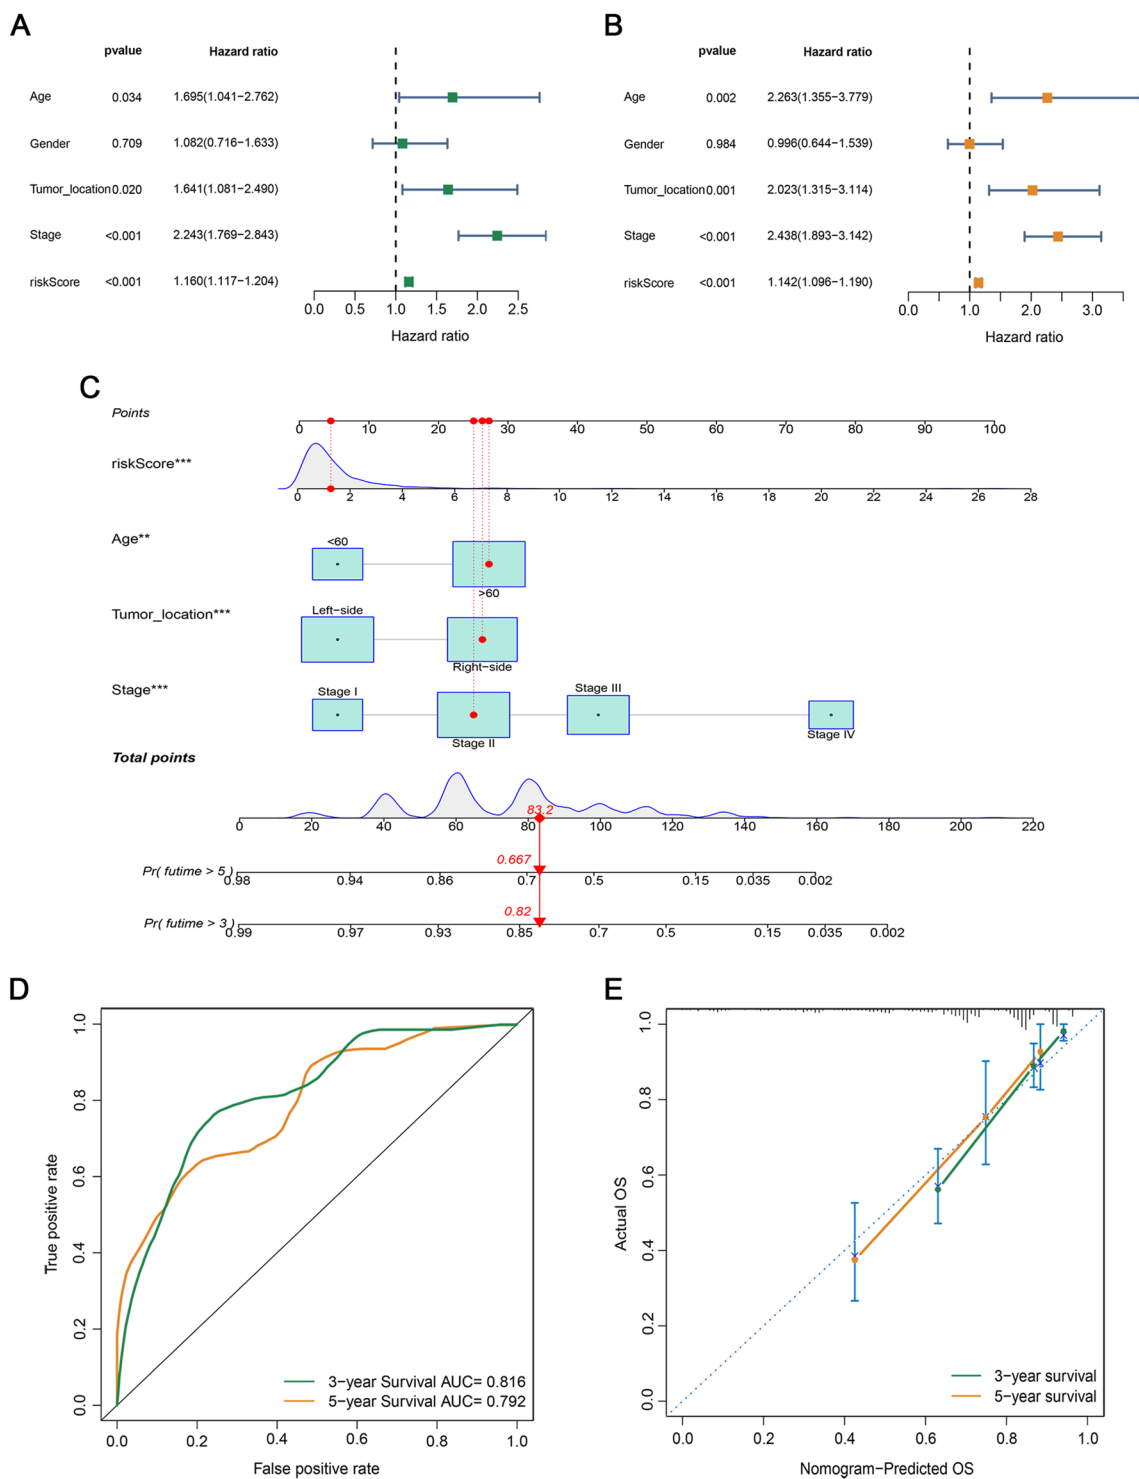 A
pvalue Hazard ratio
Age 0.034 1.695(1.041−2.762)
Gender 0.709 1.082(0.716−1.633)
Tumor_location 0.020 1.641(1.081−2.490)
Stage <0.001 2.243(1.769−2.843)
riskScore <0.001 1.160(1.117−1.204)
0.0 0.5 1.0 1.5 2.0 2.5
Hazard ratio
B
pvalue Hazard ratio
Age 0.002 2.263(1.355−3.779)
Gender 0.984 0.996(0.644−1.539)
Tumor_location 0.001 2.023(1.315−3.114)
Stage <0.001 2.438(1.893−3.142)
riskScore <0.001 1.142(1.096−1.190)
0.0 1.0 2.0 3.0
Hazard ratio
C
Points
0 10 20 30 40 50 60 70 80 90 100
riskScore***
0 2 4 6 8 10 12 14 16 18 20 22 24 26 28
Age**
<60
>60
Tumor_location***
Left−side
Right−side
Stage***
Stage I
Stage II
Stage III
Stage IV
Total points
83.2
0 20 40 60 80 100 120 140 160 180 200 220
0.667
Pr( futime > 5 )
0.98 0.94 0.86 0.7 0.5 0.15 0.035 0.002
0.82
Pr( futime > 3 )
0.99 0.97 0.93 0.85 0.7 0.5 0.15 0.035 0.002
D
True positive rate
1.0
0.8
0.6
0.4
0.2
0.0
3−year Survival AUC= 0.816
5−year Survival AUC= 0.792
0.0 0.2 0.4 0.6 0.8 1.0
False positive rate
E
Actual OS
1.0
0.8
0.6
0.4
0.2
0.0
3−year survival
5−year survival
0.0 0.2 0.4 0.6 0.8 1.0
Nomogram−Predicted OS